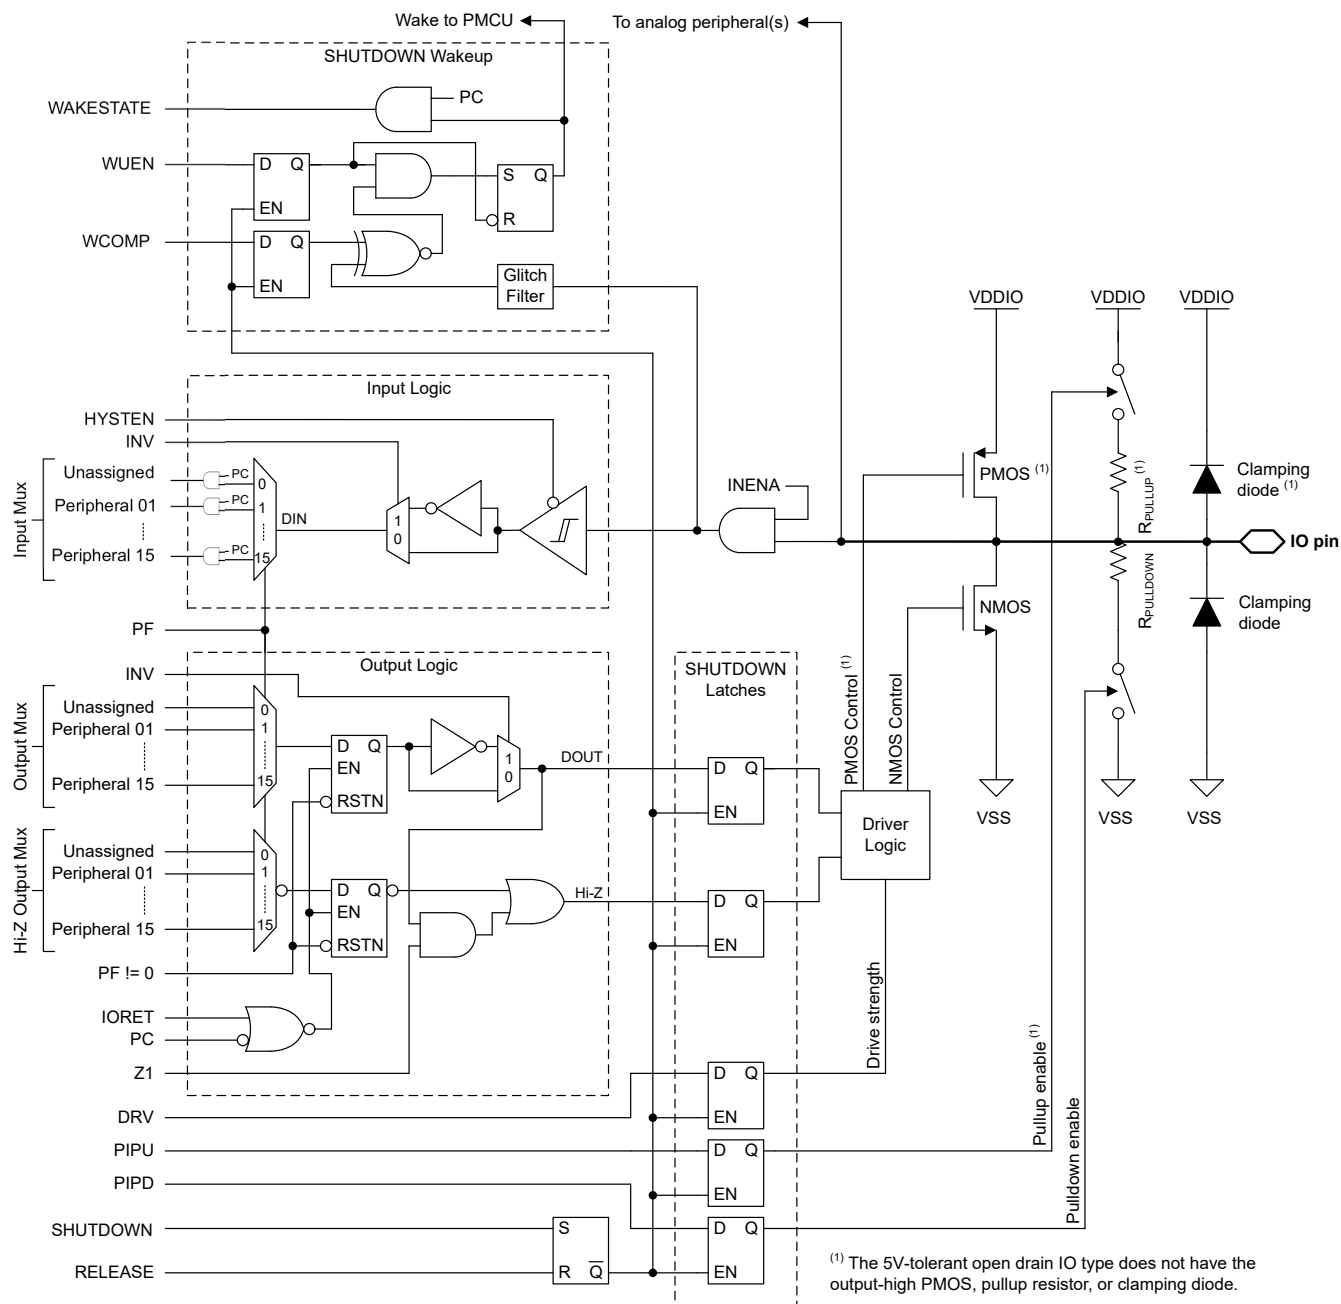 Wake to PMCU
To analog peripheral(s)
SHUTDOWN Wakeup
WAKESTATE
PC
WUEN
D Q
EN
S Q
R
WCOMP
D Q
EN
Glitch
Filter
VDDIO
VDDIO
VDDIO
Input Logic
HYSTEN
INV
Input Mux
Unassigned
Peripheral 01
Peripheral 15
PC
PC
PC
0
1
15
DIN
1
0
INENA
PMOS (1)
RPULLUP (1)
Clamping
diode (1)
IO pin
RPULLDOWN
NMOS
Clamping
diode
PF
Output Logic
INV
SHUTDOWN
Latches
PMOS Control (1)
NMOS Control
Output Mux
Unassigned
Peripheral 01
Peripheral 15
0
1
15
D Q
EN
RSTN
1
0
DOUT
D Q
EN
Driver
Logic
VSS
VSS
VSS
Hi-Z Output Mux
Unassigned
Peripheral 01
Peripheral 15
0
1
15
D Q
EN
RSTN
Hi-Z
D Q
EN
PF != 0
IORET
PC
Z1
Drive strength
D Q
EN
DRV
PIPU
D Q
EN
Pullup enable (1)
PIPD
Pulldown enable
SHUTDOWN
S
R Q
RELEASE
D Q
EN
(1) The 5V-tolerant open drain IO type does not have the
output-high PMOS, pullup resistor, or clamping diode.